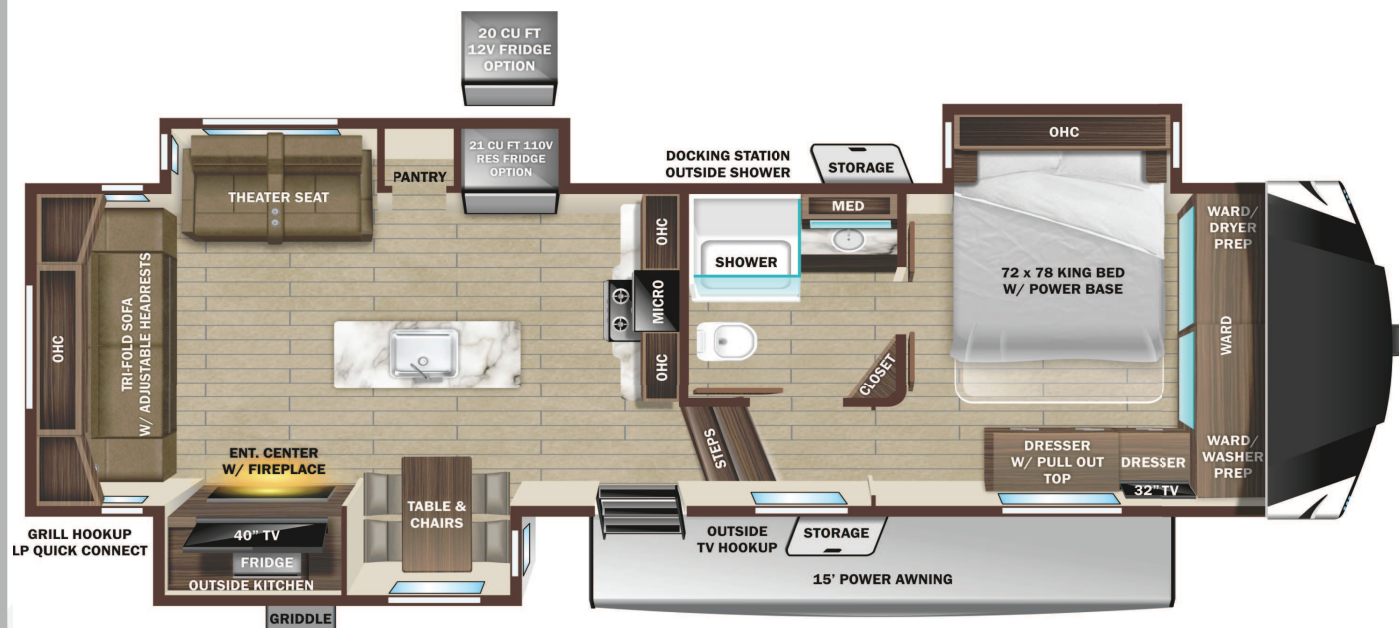 20 CU FT
12V FRIDGE
OPTION
21 CU FT 110V
RES FRIDGE
OPTION
PANTRY
THEATER SEAT
DOCKING STATION
OUTSIDE SHOWER
STORAGE
MED
SHOWER
OHC
WARD/
DRYER
PREP
72 x 78 KING BED
W/ POWER BASE
WARD
WARD/
WASHER
PREP
OHC
TRI-FOLD SOFA
W/ ADJUSTABLE HEADRESTS
OHC
MICRO
OHC
CLOSET
STEPS
DRESSER
W/ PULL OUT
TOP
DRESSER
32" TV
ENT. CENTER
W/ FIREPLACE
TABLE &
CHAIRS
40" TV
FRIDGE
OUTSIDE KITCHEN
GRIDDLE
GRILL HOOKUP
LP QUICK CONNECT
OUTSIDE
TV HOOKUP
STORAGE
15' POWER AWNING